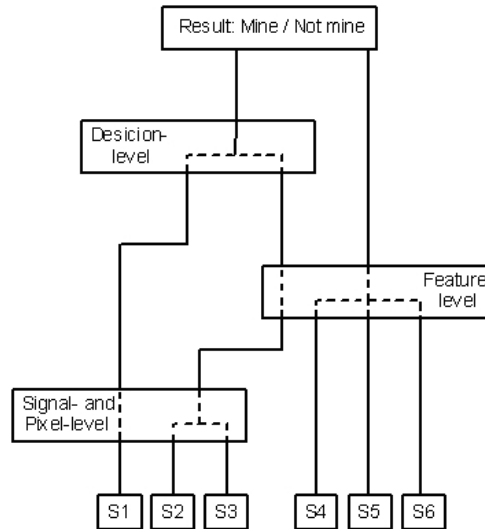 Result: Mine / Not mine
Desicion-
level
Feature
level
Signal- and
Pixel-level
S1 S2 S3 S4 S5 S6